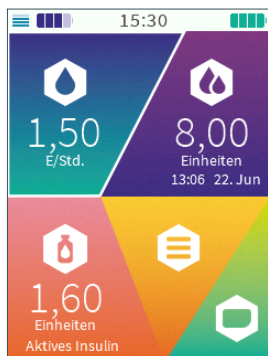 15:30
1,50
E/Std.
8,00
Einheiten
13:06 22. Jun
1,60
Einheiten
Aktives Insulin